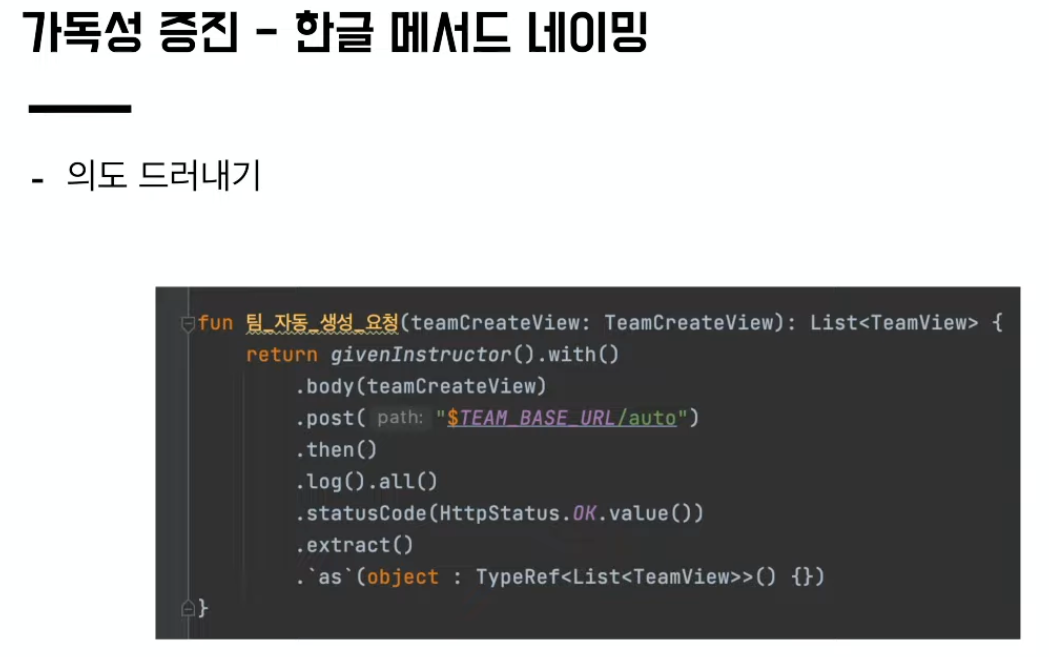 가독성 증진 - 한글 메서드 네이밍
- 의도 드러내기
fun 팀_자동_생성_요청(teamCreateView: TeamCreateView): List<TeamView> {
return givenInstructor().with()
.body(teamCreateView)
.post( path: "$TEAM_BASE_URL/auto")
.then()
.log().all()
.statusCode(HttpStatus.OK.value())
.extract()
.`as`(object : TypeRef<List<TeamView>>() {})
}